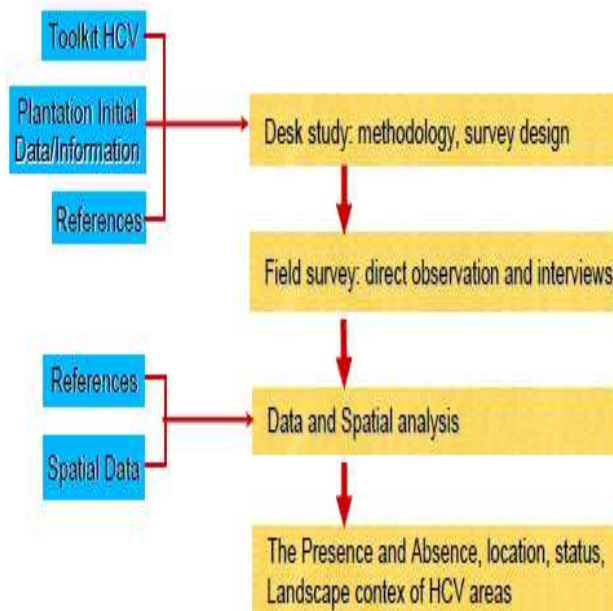 Toolkit HCV
Plantation Initial
Data/Information
References
Desk study: methodology, survey design
Field survey: direct observation and interviews
References
Spatial Data
Data and Spatial analysis
The Presence and Absence, location, status,
Landscape contex of HCV areas